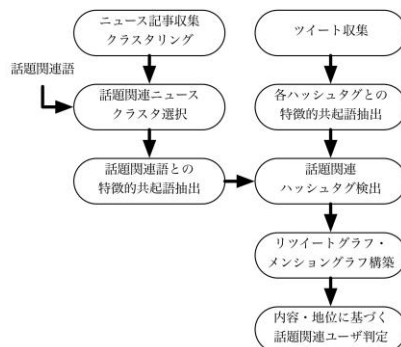 ニュース記事収集
クラスタリング
ツイート収集
話題関連語
話題関連ニュース
クラスタ選択
各ハッシュタグとの
特徴的共起語抽出
話題関連語との
特徴的共起語抽出
話題関連
ハッシュタグ検出
リツイートグラフ・
メンショングラフ構築
内容・地位に基づく
話題関連ユーザ判定